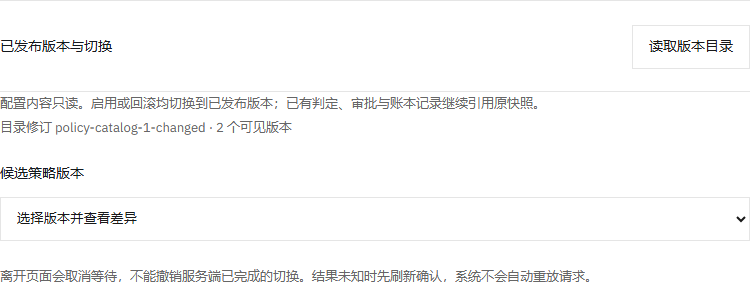 已发布版本与切换
读取版本目录
配置内容只读。启用或回滚均切换到已发布版本；已有判定、审批与账本记录继续引用原快照。
目录修订 policy-catalog-1-changed · 2 个可见版本
候选策略版本
选择版本并查看差异
离开页面会取消等待，不能撤销服务端已完成的切换。结果未知时先刷新确认，系统不会自动重放请求。